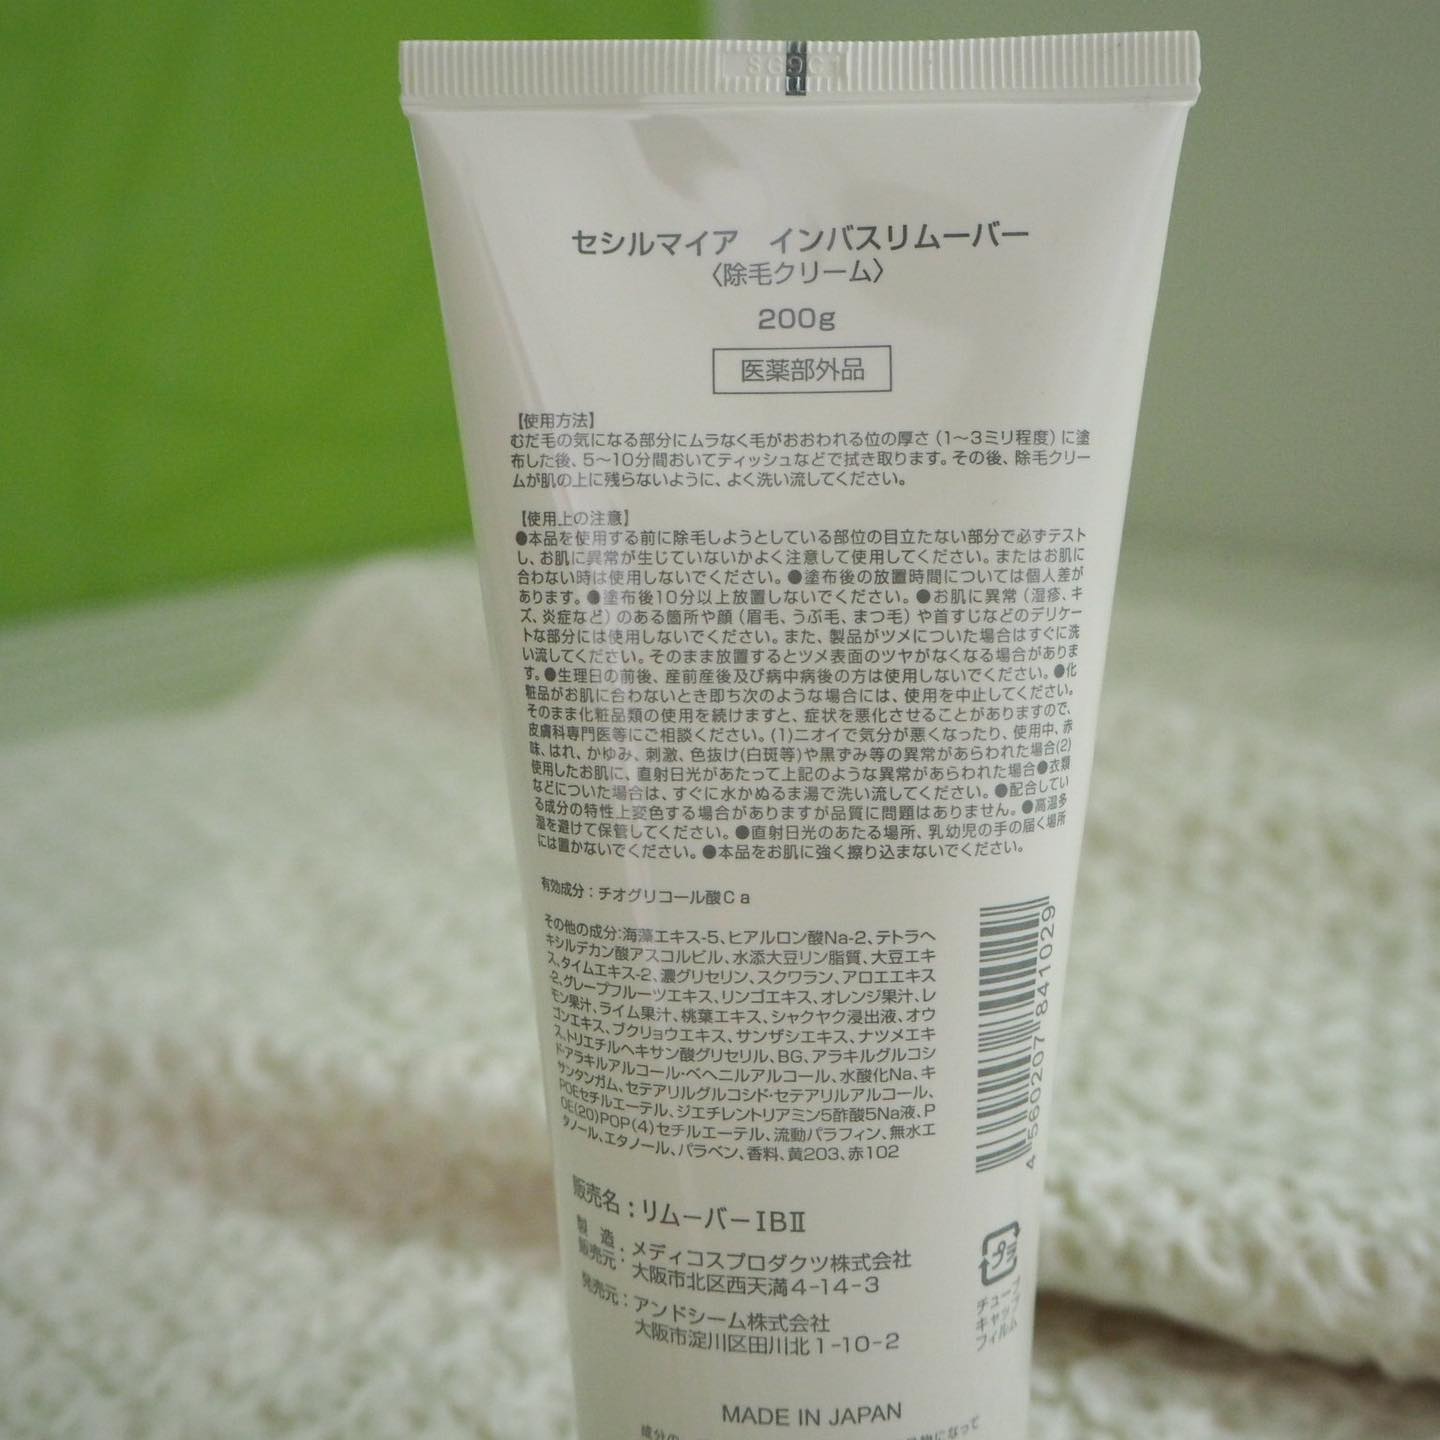 SG9C
セシルマイア インバスリムーバー
〈除毛クリーム〉
200g
医薬部外品
【使用方法】
むだ毛の気になる部分にムラなく毛がおおわれる位の厚さ（1～3ミリ程度）に塗
布した後、5～10分間おいてティッシュなどで拭き取ります。その後、除毛クリー
ムが肌の上に残らないように、よく洗い流してください。
【使用上の注意】
●本品を使用する前に除毛しようとしている部位の目立たない部分で必ずテスト
し、お肌に異常が生じていないかよく注意して使用してください。またはお肌に
合わない時は使用しないでください。●塗布後の放置時間については個人差が
あります。●塗布後10分以上放置しないでください。●お肌に異常（湿疹、キ
ズ、炎症など）のある箇所や顔（眉毛、うぶ毛、まつ毛）や首すじなどのデリケー
トな部分には使用しないでください。また、製品がツメについた場合はすぐに洗
い流してください。そのまま放置するとツメ表面のツヤがなくなる場合がありま
す。●生理日の前後、産前産後及び病中病後の方は使用しないでください。●化
粧品がお肌に合わないとき即ち次のような場合には、使用を中止してください。
そのまま化粧品類の使用を続けますと、症状を悪化させることがありますので、
皮膚科専門医等にご相談ください。(1)ニオイで気分が悪くなったり、使用中、赤
味、はれ、かゆみ、刺激、色抜け(白斑等)や黒ずみ等の異常があらわれた場合(2)
使用したお肌に、直射日光があたって上記のような異常があらわれた場合●衣類
などについた場合は、すぐに水かぬるま湯で洗い流してください。●配合してい
る成分の特性上変色する場合がありますが品質に問題はありません。●高温多
湿を避けて保管してください。●直射日光のあたる場所、乳幼児の手の届く場所
には置かないでください。●本品をお肌に強く擦り込まないでください。
有効成分：チオグリコール酸Ｃａ
その他の成分:海藻エキス-5、ヒアルロン酸Na-2、テトラヘ
キシルデカン酸アスコルビル、水添大豆リン脂質、大豆エキ
ス、タイムエキス-2、濃グリセリン、スクワラン、アロエエキス
-2、グレープフルーツエキス、リンゴエキス、オレンジ果汁、レ
モン果汁、ライム果汁、桃葉エキス、シャクヤク浸出液、オウ
ゴンエキス、ブクリョウエキス、サンザシエキス、ナツメエキ
ス、トリエチルヘキサン酸グリセリル、BG、アラキルグルコシ
ド・アラキルアルコール・ベヘニルアルコール、水酸化Na、キ
サンタンガム、セテアリルグルコシド・セテアリルアルコール、
POEセチルエーテル、ジエチレントリアミン5酢酸5Na液、P
OE(20)POP(4)セチルエーテル、流動パラフィン、無水エ
タノール、エタノール、パラベン、香料、黄203、赤102
4 560207 841029
販売名：リムーバーIBⅡ
製 造
販売元：メディコスプロダクツ株式会社
大阪市北区西天満4-14-3
発売元：アンドシーム株式会社
大阪市淀川区田川北1-10-2
プラ
チューブ
キャップ
フィルム
MADE IN JAPAN